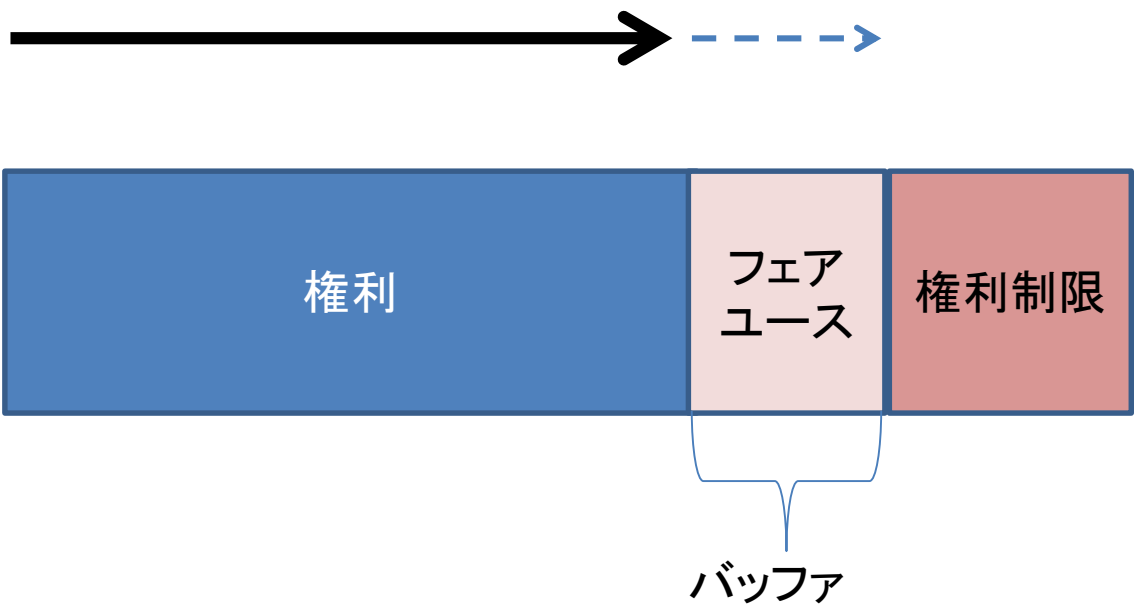 権利
フェア
ユース
権利制限
バッファ